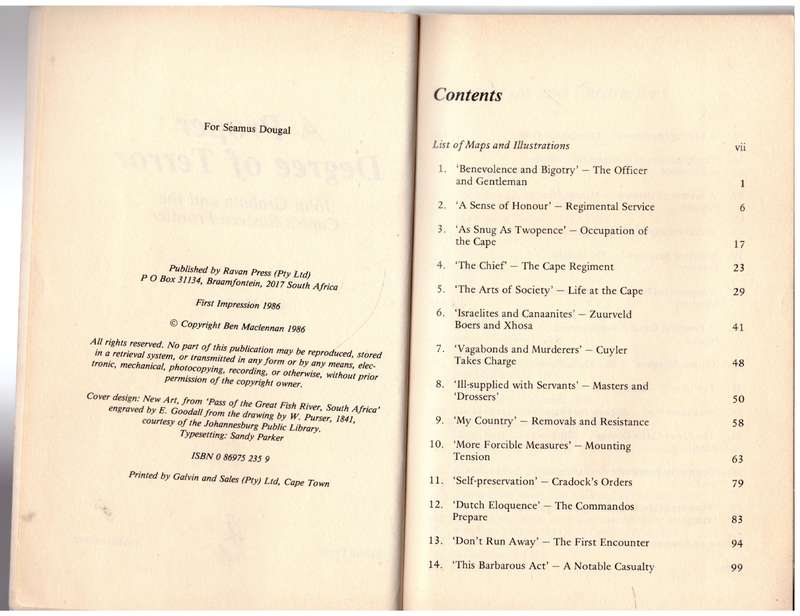 For Seamus Dougal
Published by Ravan Press (Pty Ltd)
P O Box 31134, Braamfontein, 2017 South Africa
First Impression 1986
© Copyright Ben Maclennan 1986
All rights reserved. No part of this publication may be reproduced, stored
in a retrieval system, or transmitted in any form or by any means, elec-
tronic, mechanical, photocopying, recording, or otherwise, without prior
permission of the copyright owner.
Cover design: New Art, from 'Pass of the Great Fish River, South Africa'
engraved by E. Goodall from the drawing by W. Purser, 1841,
courtesy of the Johannesburg Public Library.
Typesetting: Sandy Parker
ISBN 0 86975 235 9
Printed by Galvin and Sales (Pty) Ltd, Cape Town
Contents
List of Maps and Illustrations vii
1. 'Benevolence and Bigotry' — The Officer
and Gentleman 1
2. 'A Sense of Honour' — Regimental Service 6
3. 'As Snug As Twopence' — Occupation of
the Cape 17
4. 'The Chief' — The Cape Regiment 23
5. 'The Arts of Society' — Life at the Cape 29
6. 'Israelites and Canaanites' — Zuurveld
Boers and Xhosa 41
7. 'Vagabonds and Murderers' — Cuyler
Takes Charge 48
8. 'Ill-supplied with Servants' — Masters and
'Drossers' 50
9. 'My Country' — Removals and Resistance 58
10. 'More Forcible Measures' — Mounting
Tension 63
11. 'Self-preservation' — Cradock's Orders 79
12. 'Dutch Eloquence' — The Commandos
Prepare 83
13. 'Don't Run Away' — The First Encounter 94
14. 'This Barbarous Act' — A Notable Casualty 99